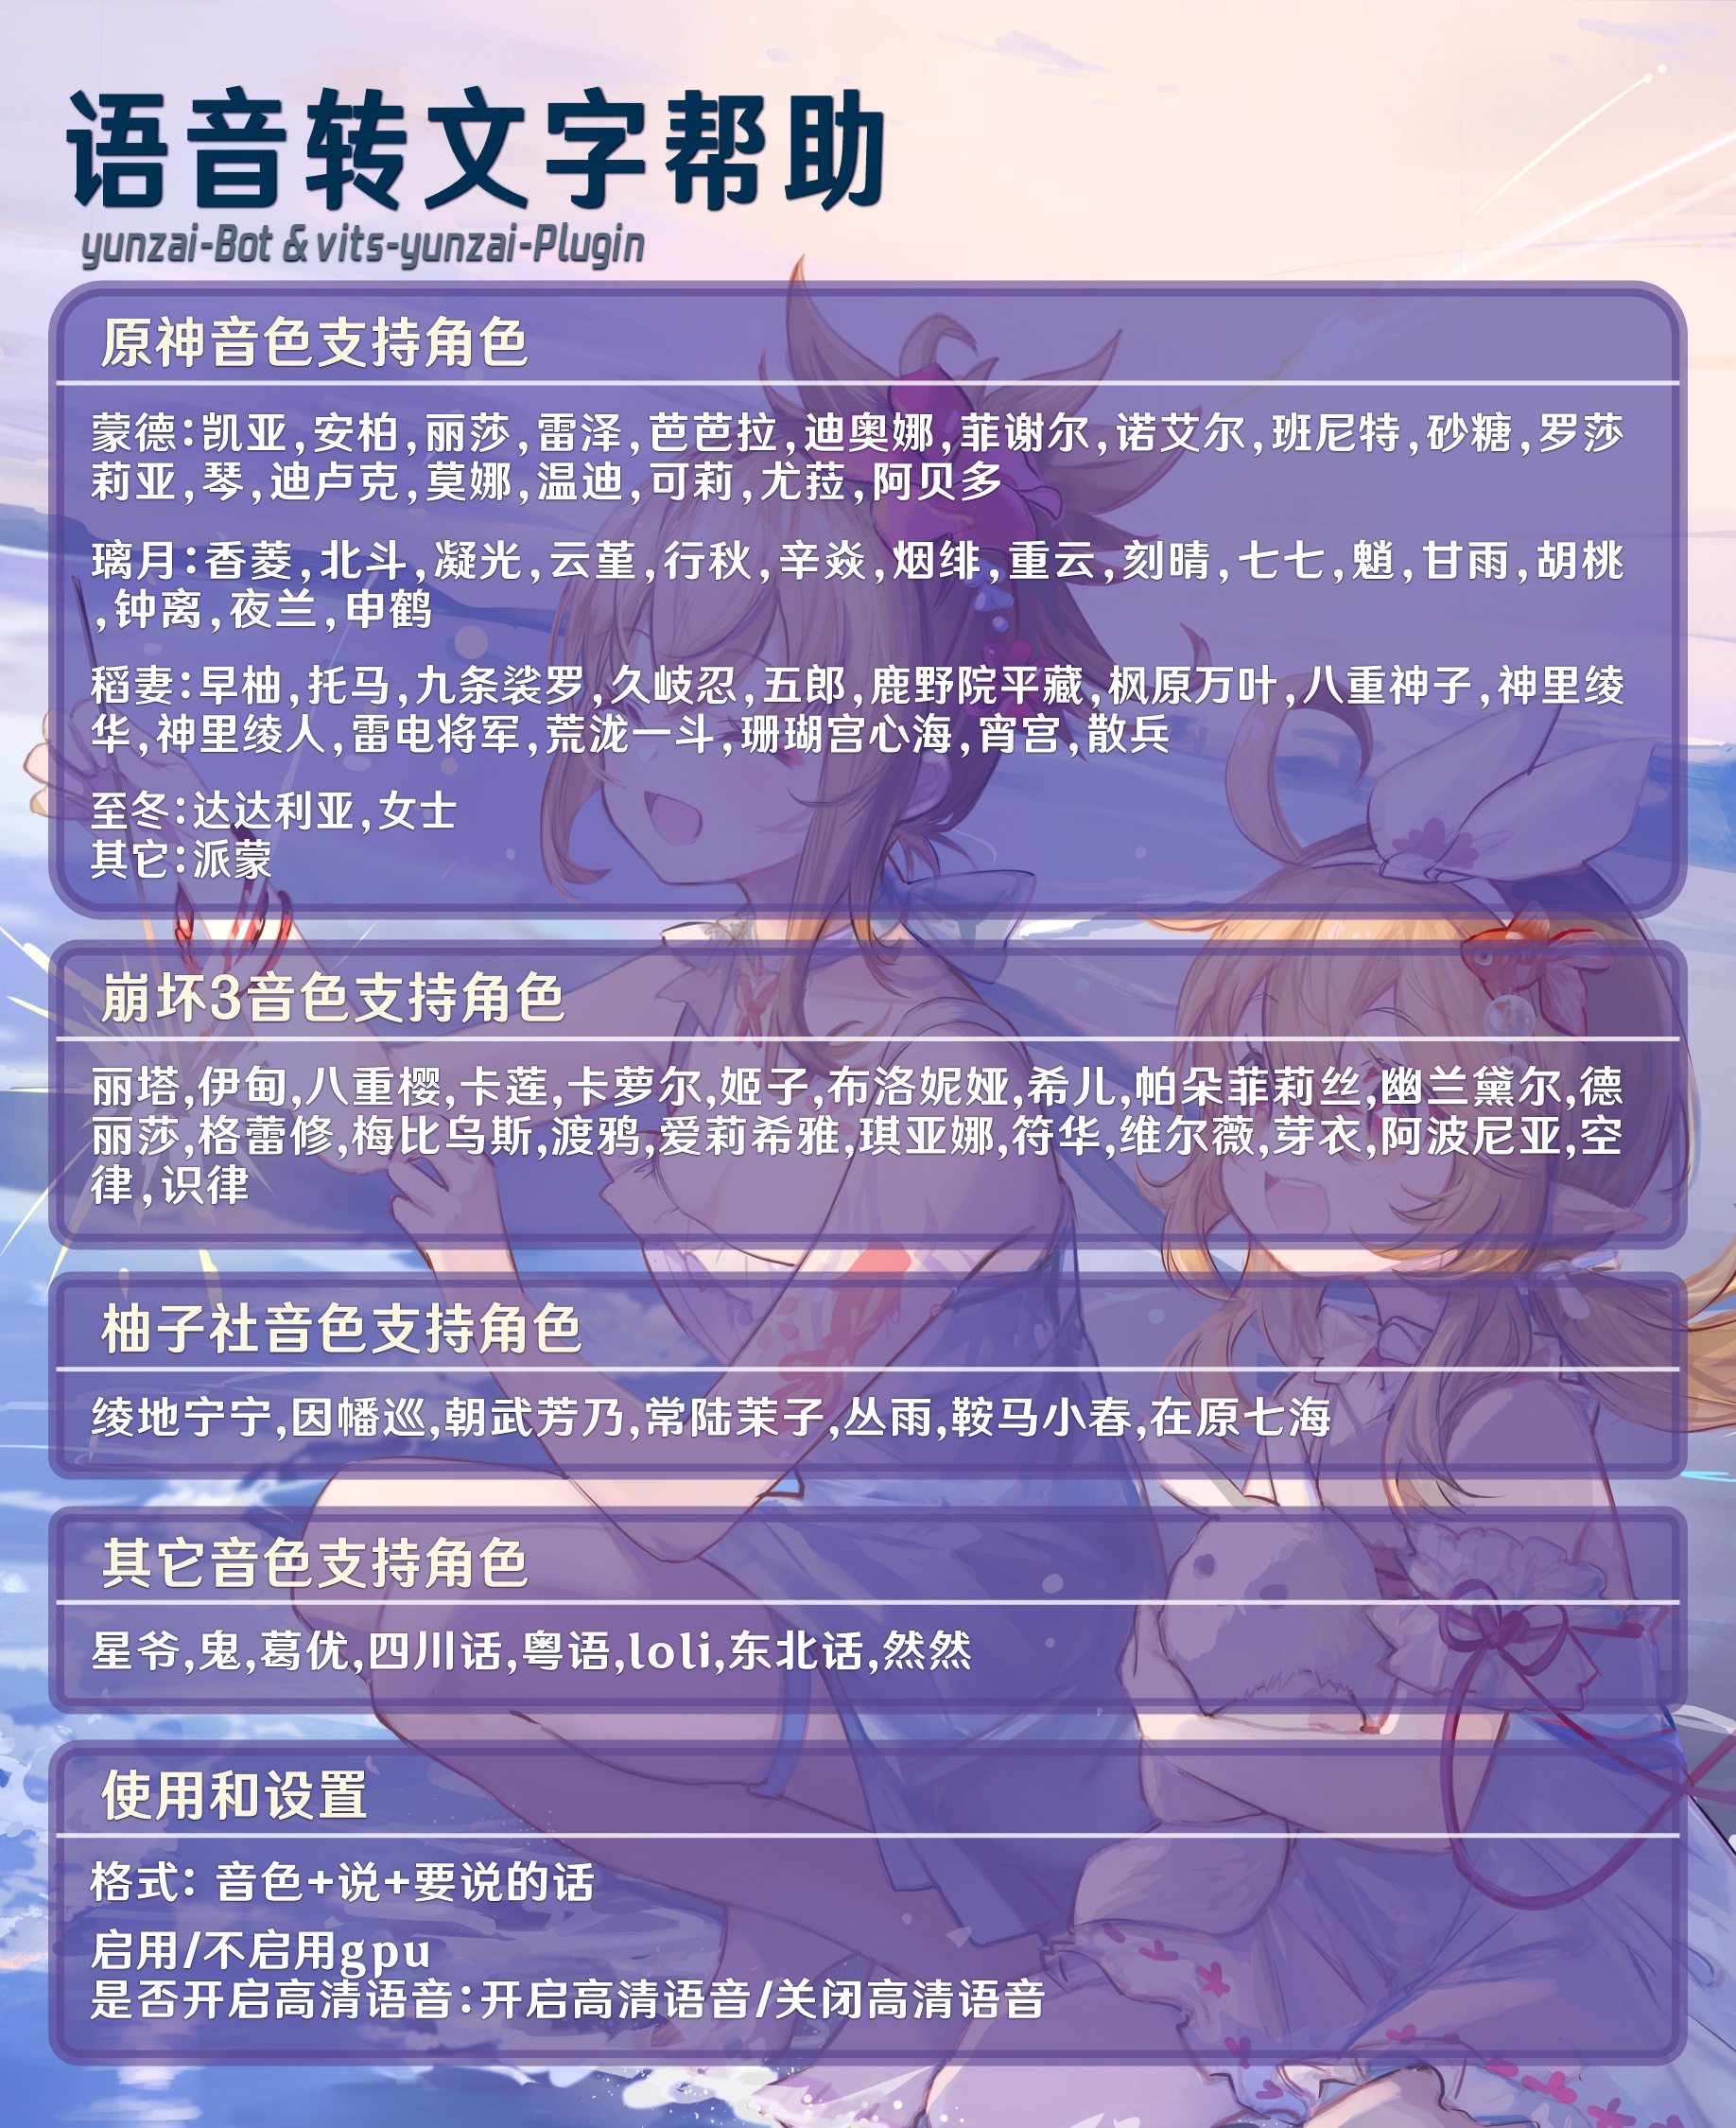 语音转文字帮助
yunzai-Bot & vits-yunzai-Plugin
原神音色支持角色
蒙德:凯亚,安柏,丽莎,雷泽,芭芭拉,迪奥娜,菲谢尔,诺艾尔,班尼特,砂糖,罗莎
莉亚,琴,迪卢克,莫娜,温迪,可莉,尤菈,阿贝多
璃月:香菱,北斗,凝光,云堇,行秋,辛焱,烟绯,重云,刻晴,七七,魈,甘雨,胡桃
,钟离,夜兰,申鹤
稻妻:早柚,托马,九条裟罗,久岐忍,五郎,鹿野院平藏,枫原万叶,八重神子,神里绫
华,神里绫人,雷电将军,荒泷一斗,珊瑚宫心海,宵宫,散兵
至冬:达达利亚,女士
其它:派蒙
崩坏3音色支持角色
丽塔,伊甸,八重樱,卡莲,卡萝尔,姬子,布洛妮娅,希儿,帕朵菲莉丝,幽兰黛尔,德
丽莎,格蕾修,梅比乌斯,渡鸦,爱莉希雅,琪亚娜,符华,维尔薇,芽衣,阿波尼亚,空
律,识律
柚子社音色支持角色
绫地宁宁,因幡巡,朝武芳乃,常陆茉子,丛雨,鞍马小春,在原七海
其它音色支持角色
星爷,鬼,葛优,四川话,粤语,loli,东北话,然然
使用和设置
格式: 音色+说+要说的话
启用/不启用gpu
是否开启高清语音:开启高清语音/关闭高清语音